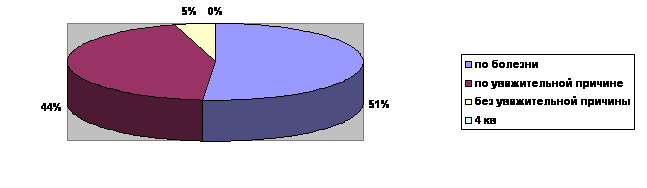 5% 0%
44%
51%
по болезни
по уважительной причине
без уважительной причины
4 кв